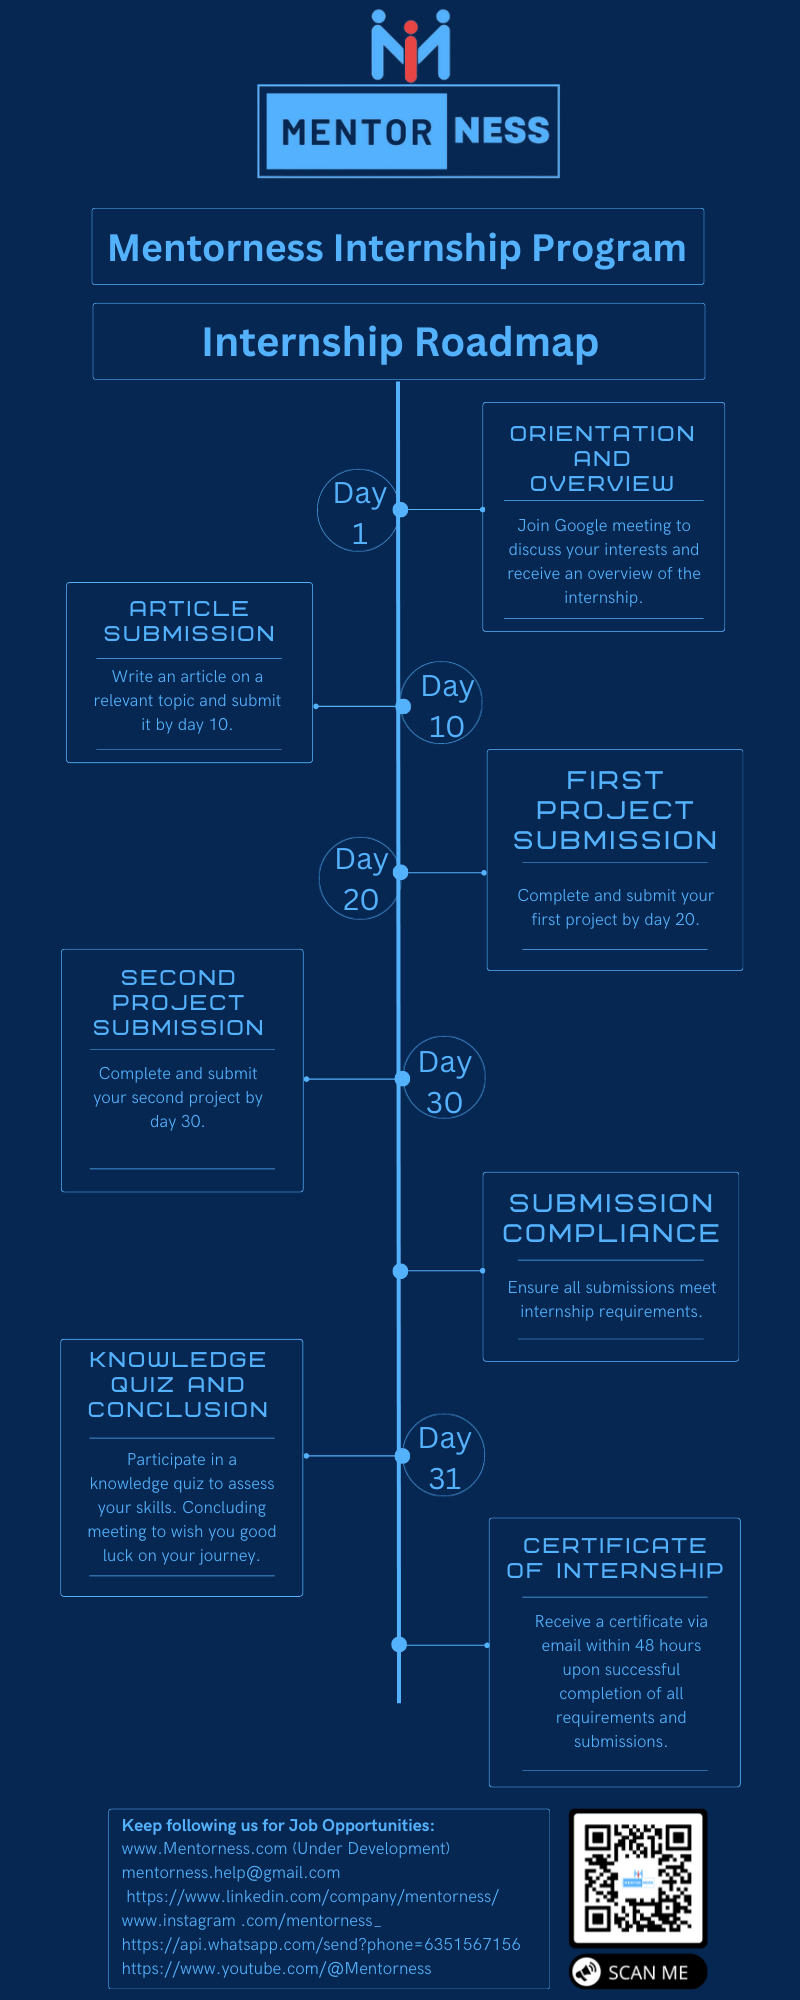 MENTOR NESS
Mentorness Internship Program
Internship Roadmap
ORIENTATION
AND
OVERVIEW
Join Google meeting to
discuss your interests and
receive an overview of the
internship.
Day
1
ARTICLE
SUBMISSION
Write an article on a
relevant topic and submit
it by day 10.
Day
10
FIRST
PROJECT
SUBMISSION
Complete and submit your
first project by day 20.
Day
20
SECOND
PROJECT
SUBMISSION
Complete and submit
your second project by
day 30.
Day
30
SUBMISSION
COMPLIANCE
Ensure all submissions meet
internship requirements.
KNOWLEDGE
QUIZ AND
CONCLUSION
Participate in a
knowledge quiz to assess
your skills. Concluding
meeting to wish you good
luck on your journey.
Day
31
CERTIFICATE
OF INTERNSHIP
Receive a certificate via
email within 48 hours
upon successful
completion of all
requirements and
submissions.
Keep following us for Job Opportunities:
www.Mentorness.com (Under Development)
mentorness.help@gmail.com
https://www.linkedin.com/company/mentorness/
www.instagram .com/mentorness_
https://api.whatsapp.com/send?phone=6351567156
https://www.youtube.com/@Mentorness
MENTOR NESS
SCAN ME